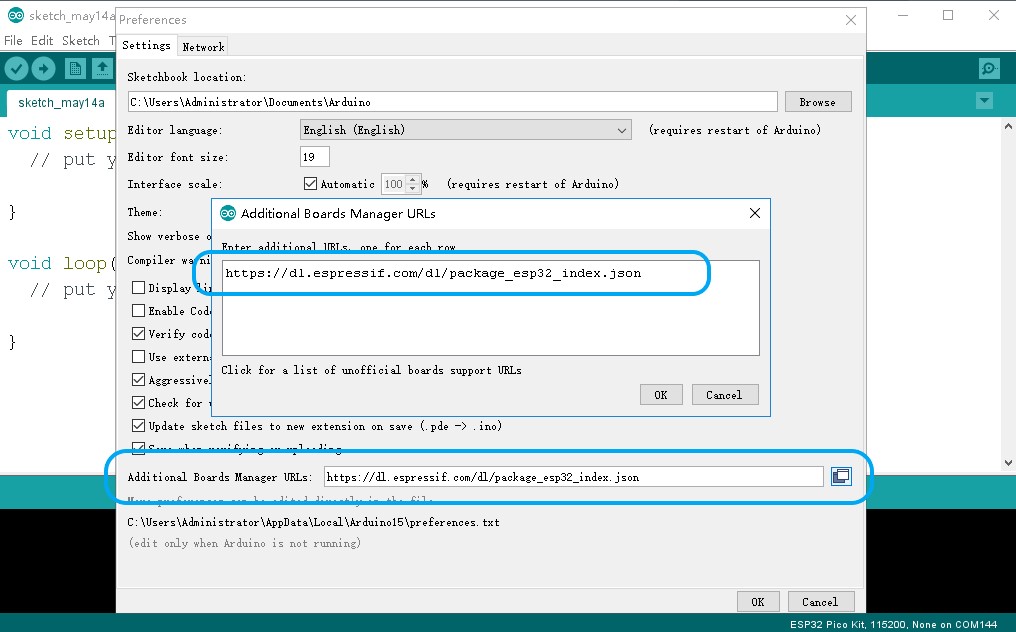 sketch_may14a
Preferences
File Edit Sketch T
Settings Network
Sketchbook location:
C:\Users\Administrator\Documents\Arduino Browse
sketch_may14a
Editor language: English (English) (requires restart of Arduino)
void setup
Editor font size: 19
// put y
Interface scale: Automatic 100 % (requires restart of Arduino)
}
Theme:
Additional Boards Manager URLs
Show verbose o
Enter additional URLs, one for each row
Compiler warni
void loop(
https://dl.espressif.com/dl/package_esp32_index.json
Display lin
// put y
Enable Code
Verify code
}
Use externa
Aggressivel
Click for a list of unofficial boards support URLs
Check for u
OK Cancel
Update sketch files to new extension on save (.pde -> .ino)
Save when verifying or uploading
Additional Boards Manager URLs: https://dl.espressif.com/dl/package_esp32_index.json
More preferences can be edited directly in the file
C:\Users\Administrator\AppData\Local\Arduino15\preferences.txt
(edit only when Arduino is not running)
OK Cancel
ESP32 Pico Kit, 115200, None on COM144